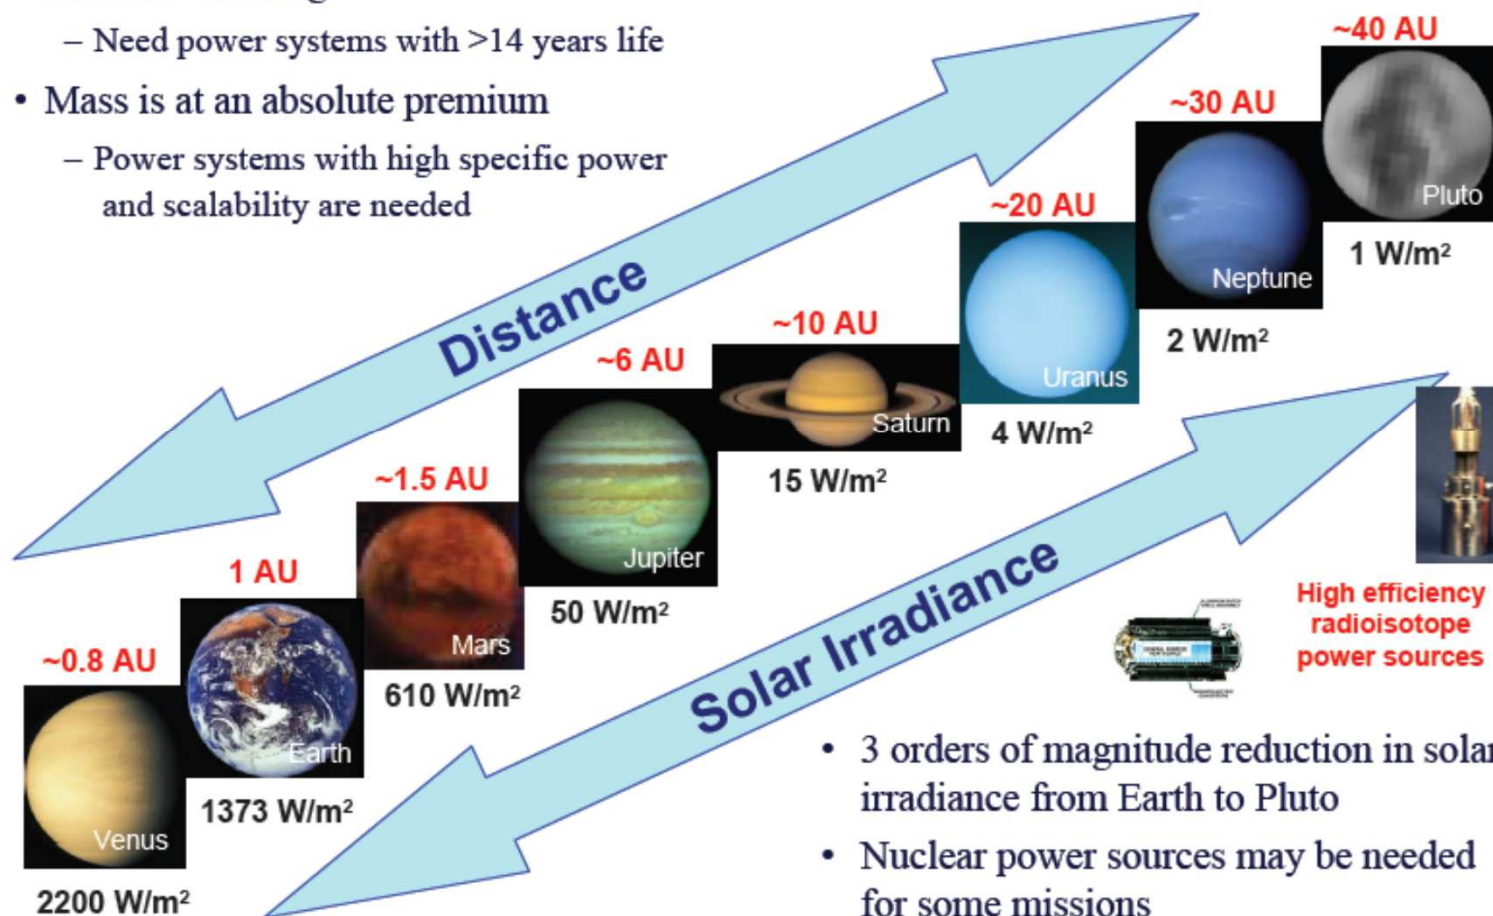 – Need power systems with >14 years life
• Mass is at an absolute premium
– Power systems with high specific power
and scalability are needed
Distance
~40 AU
Pluto
1 W/m²
~30 AU
Neptune
2 W/m²
~20 AU
Uranus
4 W/m²
~10 AU
Saturn
15 W/m²
~6 AU
Jupiter
50 W/m²
~1.5 AU
Mars
610 W/m²
1 AU
Earth
1373 W/m²
~0.8 AU
Venus
2200 W/m²
Solar Irradiance
High efficiency
radioisotope
power sources
• 3 orders of magnitude reduction in solar
irradiance from Earth to Pluto
• Nuclear power sources may be needed
for some missions